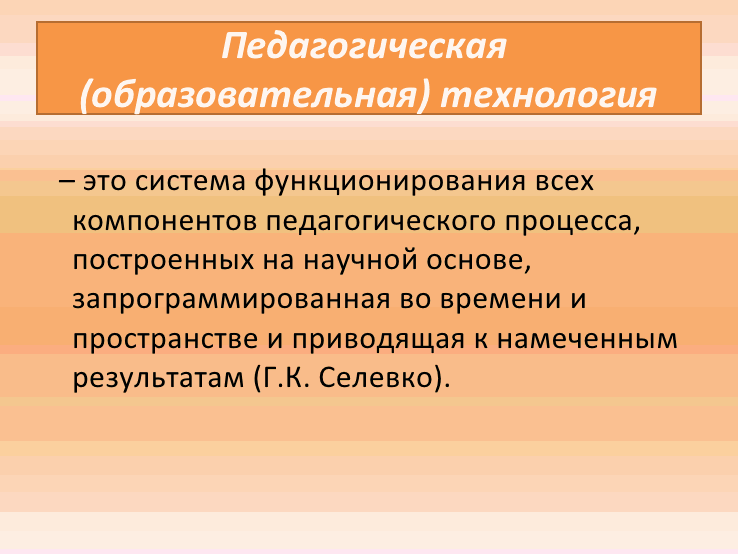 Педагогическая
(образовательная) технология
– это система функционирования всех
компонентов педагогического процесса,
построенных на научной основе,
запрограммированная во времени и
пространстве и приводящая к намеченным
результатам (Г.К. Селевко).